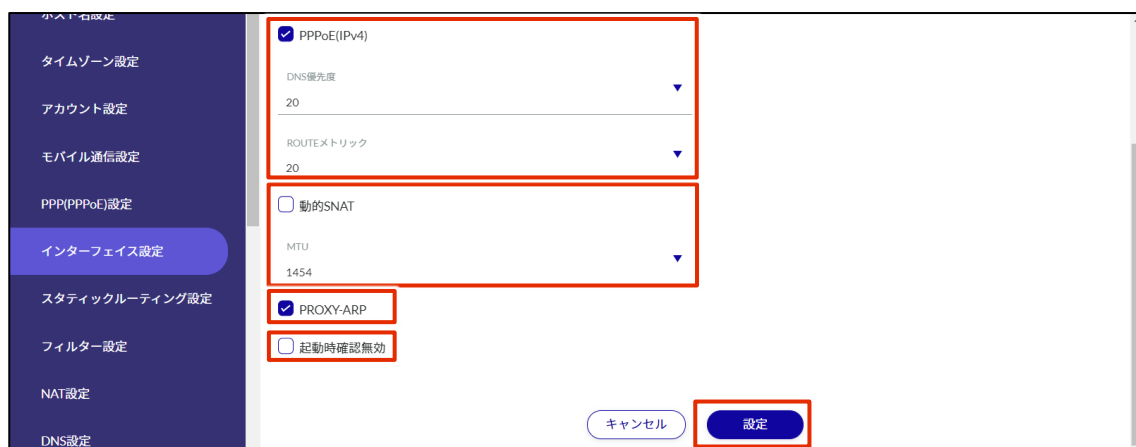 ホスト名設定
タイムゾーン設定
アカウント設定
モバイル通信設定
PPP(PPPoE)設定
インターフェイス設定
スタティックルーティング設定
フィルター設定
NAT設定
DNS設定
PPPoE(IPv4)
DNS優先度
20
ROUTEメトリック
20
動的SNAT
MTU
1454
PROXY-ARP
起動時確認無効
キャンセル
設定